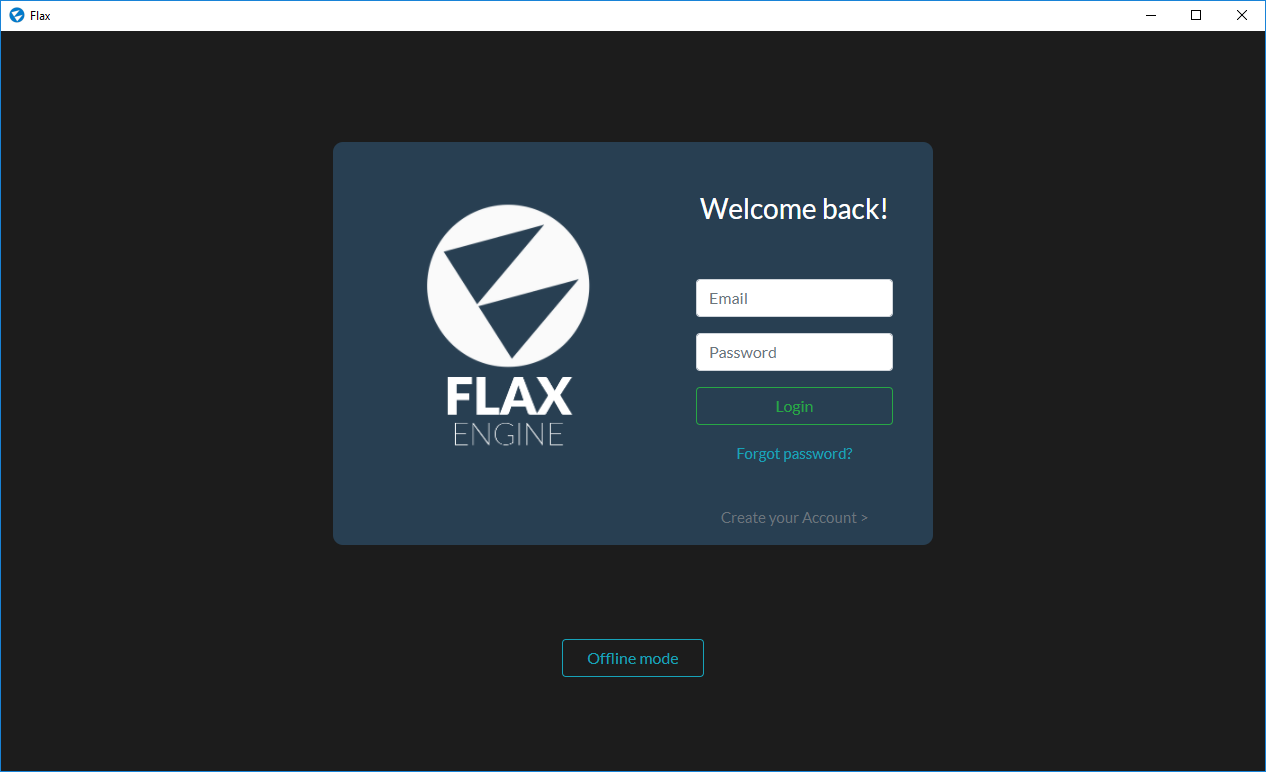 Flax
Welcome back!
Email
Password
Login
Forgot password?
Create your Account >
FLAX
ENGINE
Offline mode